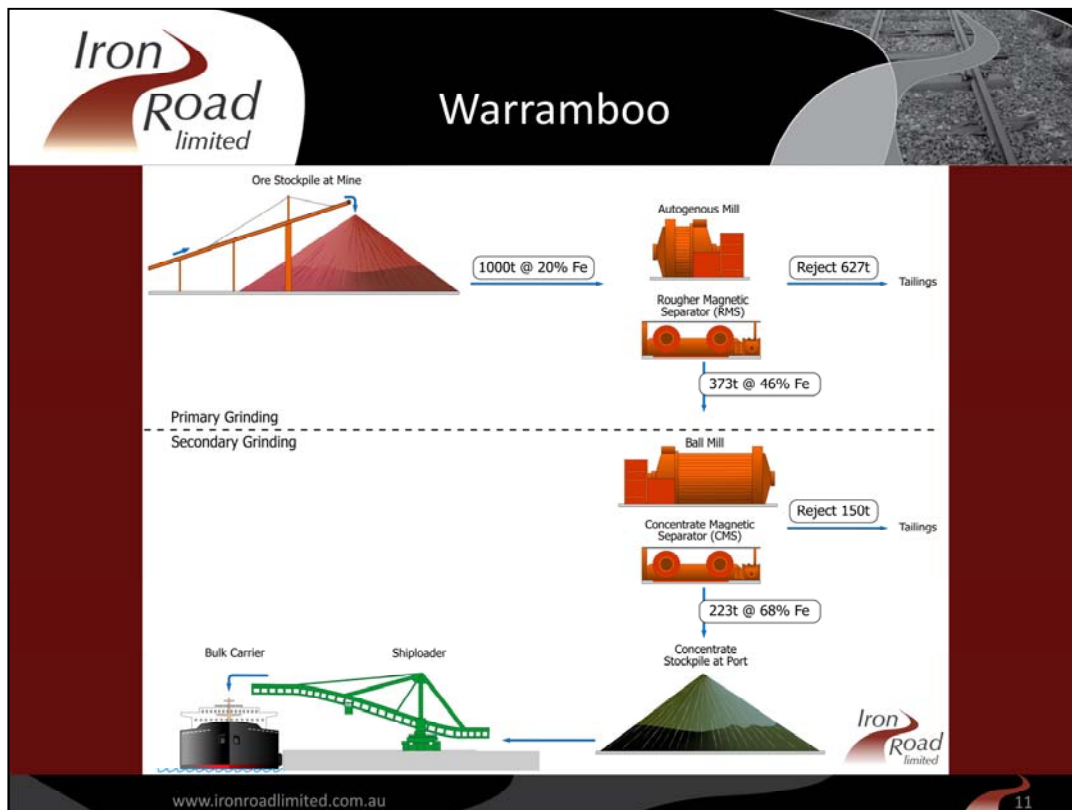 Iron
Road
limited
Warramboo
Ore Stockpile at Mine
Autogenous Mill
1000t @ 20% Fe
Reject 627t
Tailings
Rougher Magnetic
Separator (RMS)
373t @ 46% Fe
Primary Grinding
Secondary Grinding
Ball Mill
Reject 150t
Tailings
Concentrate Magnetic
Separator (CMS)
223t @ 68% Fe
Bulk Carrier
Shiploader
Concentrate
Stockpile at Port
Iron
Road
limited
www.ironroadlimited.com.au
11